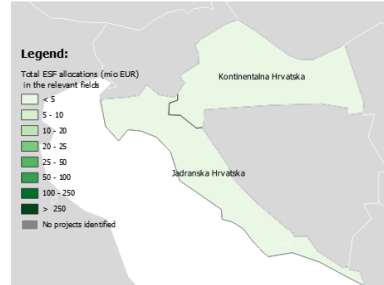 Legend:
Total ESF allocations (mio EUR)
in the relevant fields
< 5
5 - 10
10 - 20
20 - 25
25 - 50
50 - 100
100 - 250
> 250
No projects identified
Kontinentalna Hrvatska
Jadranska Hrvatska